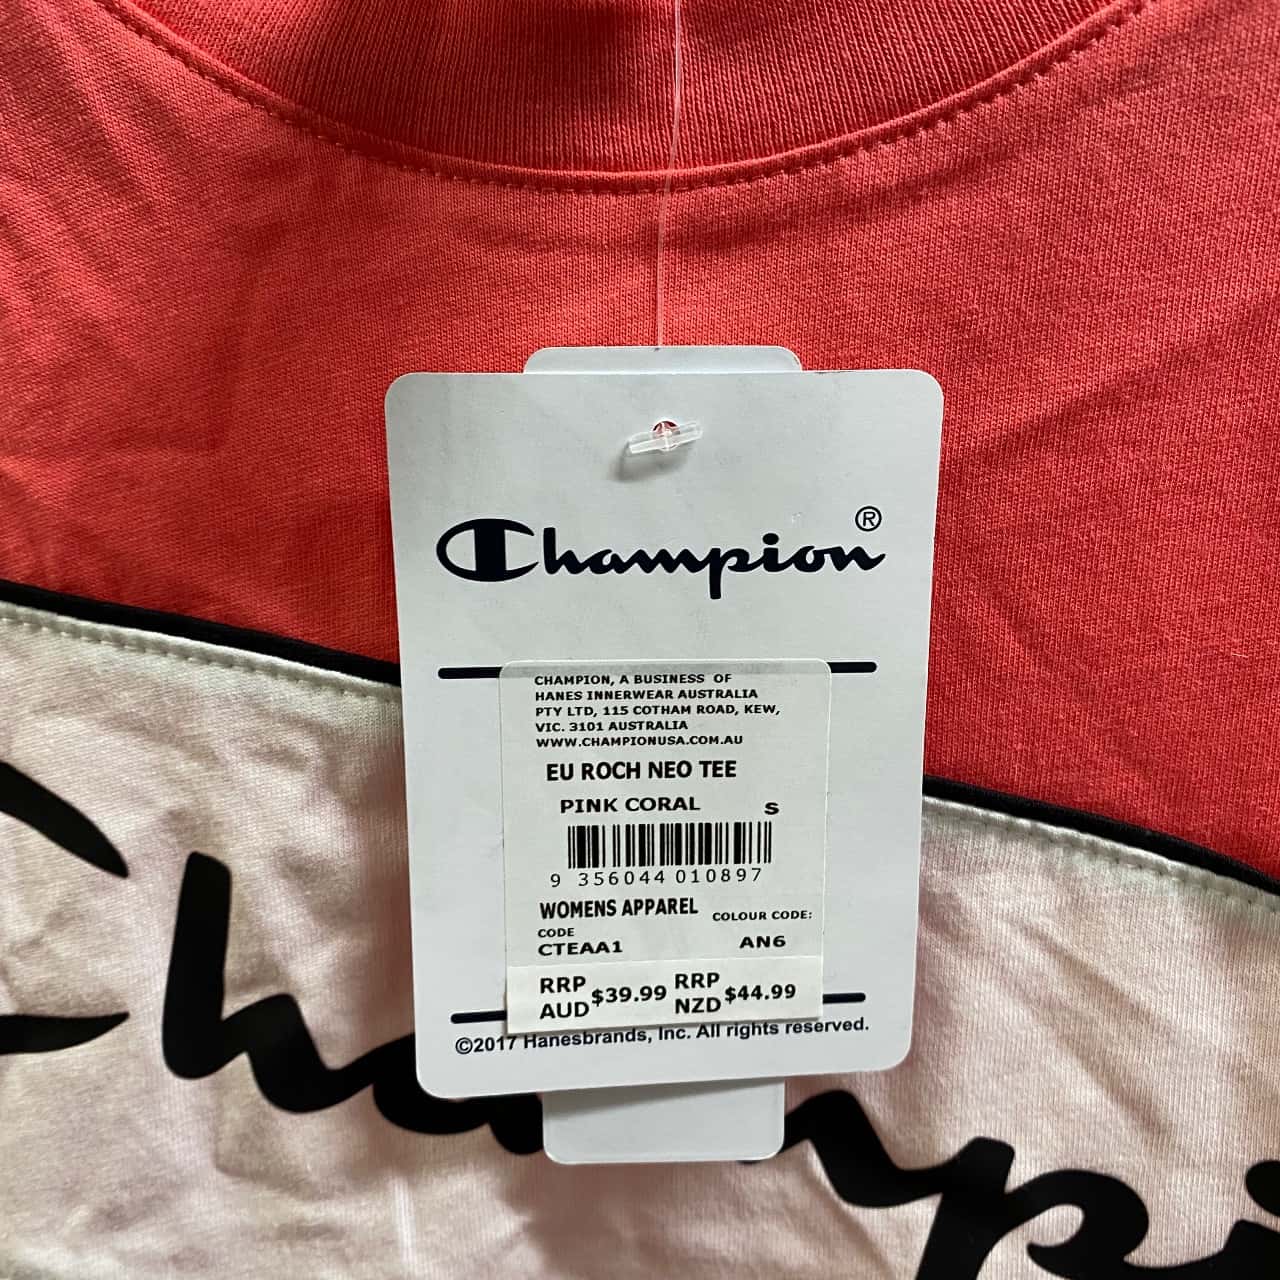 Champion®
CHAMPION, A BUSINESS OF
HANES INNERWEAR AUSTRALIA
PTY LTD, 115 COTHAM ROAD, KEW,
VIC. 3101 AUSTRALIA
WWW.CHAMPIONUSA.COM.AU
EU ROCH NEO TEE
PINK CORAL S
9 356044 010897
WOMENS APPAREL COLOUR CODE:
CODE
CTEAA1 AN6
RRP AUD $39.99 RRP NZD $44.99
©2017 Hanesbrands, Inc. All rights reserved.
Champi